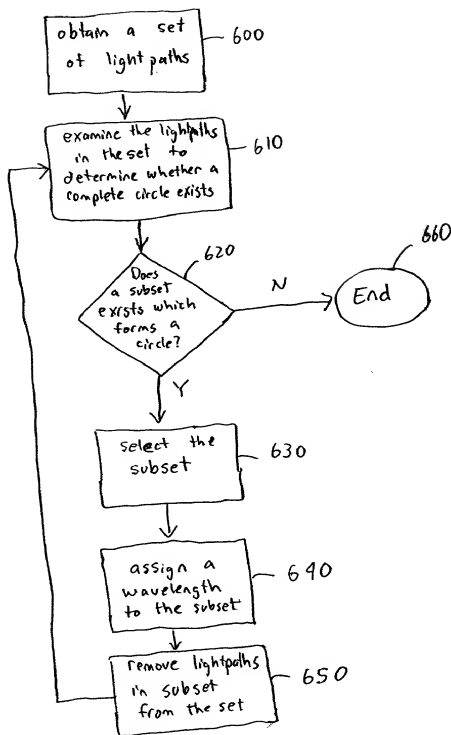 obtain a set
of light paths
600
examine the lightpaths
in the set to
determine whether a
complete circle exists
610
620
Does
a subset
exists which
forms a
circle?
N
660
End
Y
select the
subset
630
assign a
wavelength
to the subset
640
remove lightpaths
in subset
from the set
650